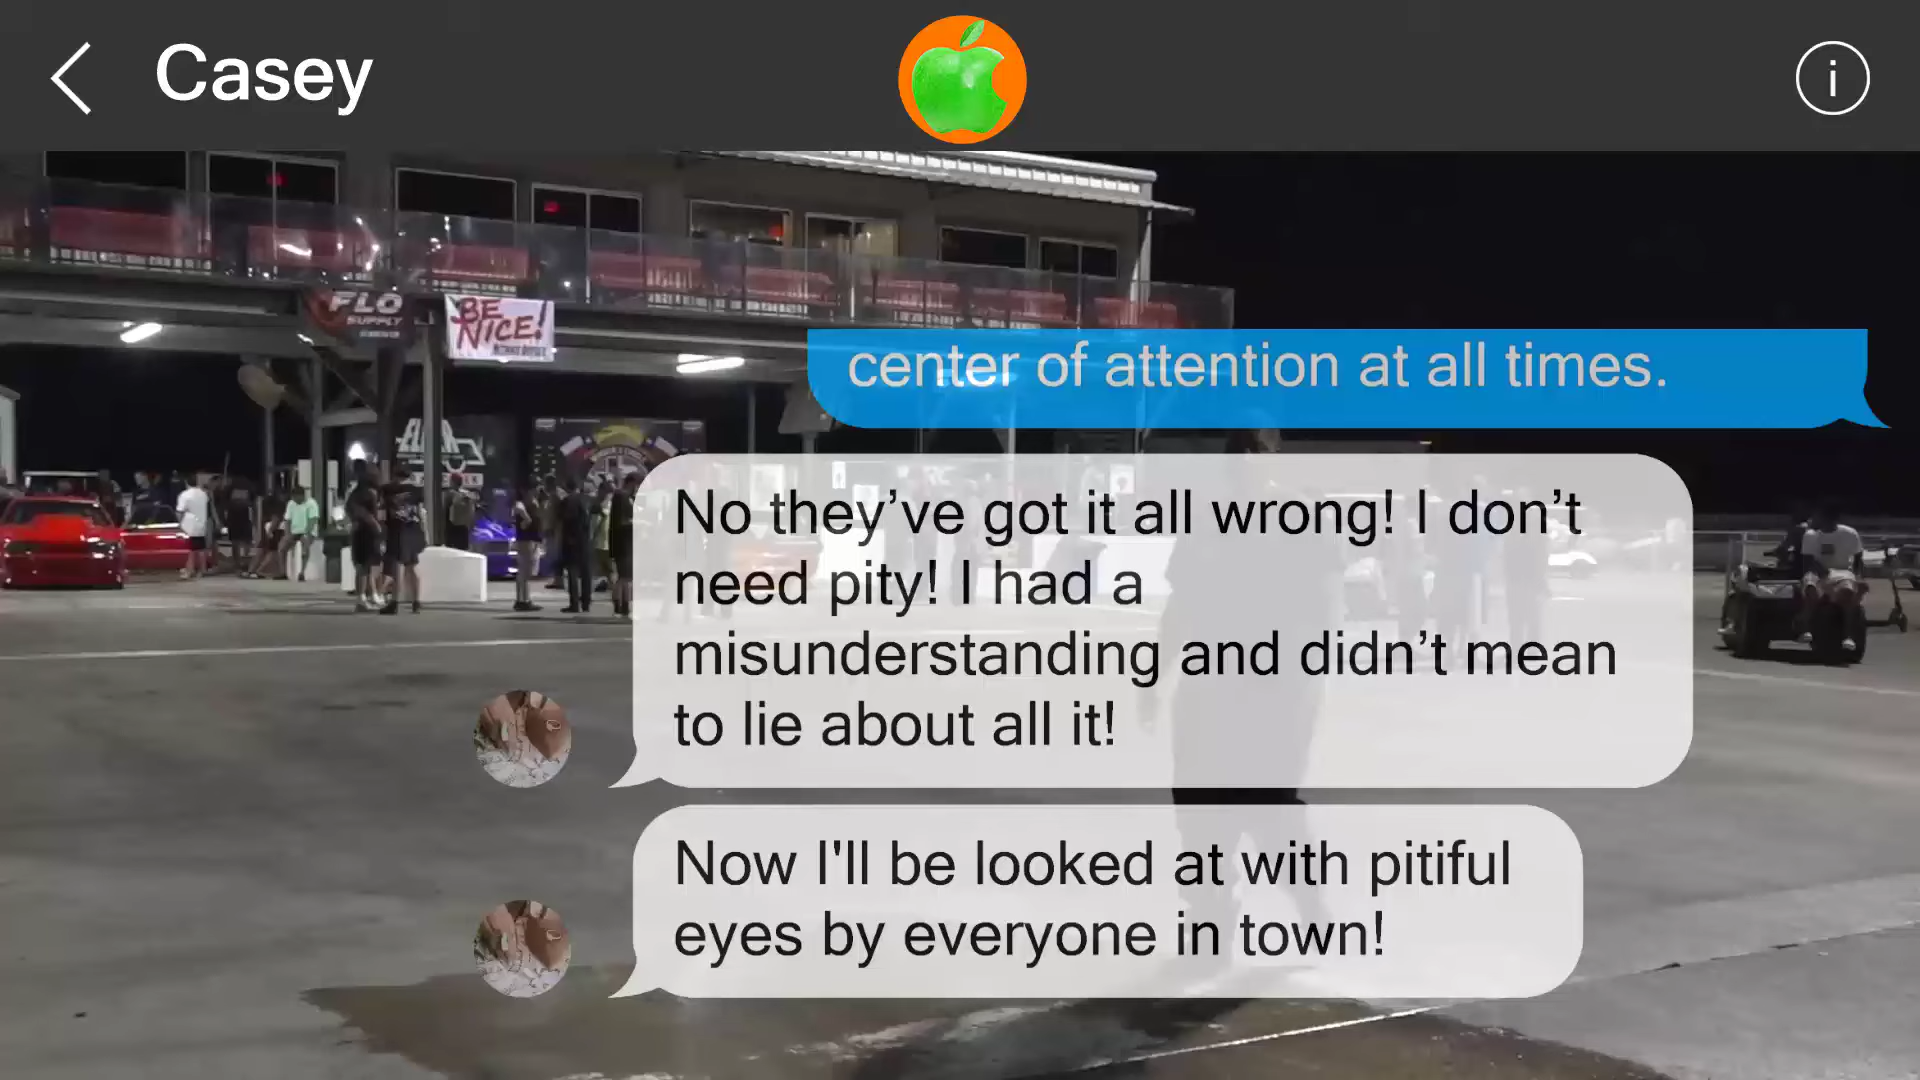 Casey
i
FLO
SUPPLY
BE
NICE!
center of attention at all times.
No they’ve got it all wrong! I don’t
need pity! I had a
misunderstanding and didn’t mean
to lie about all it!
Now I'll be looked at with pitiful
eyes by everyone in town!